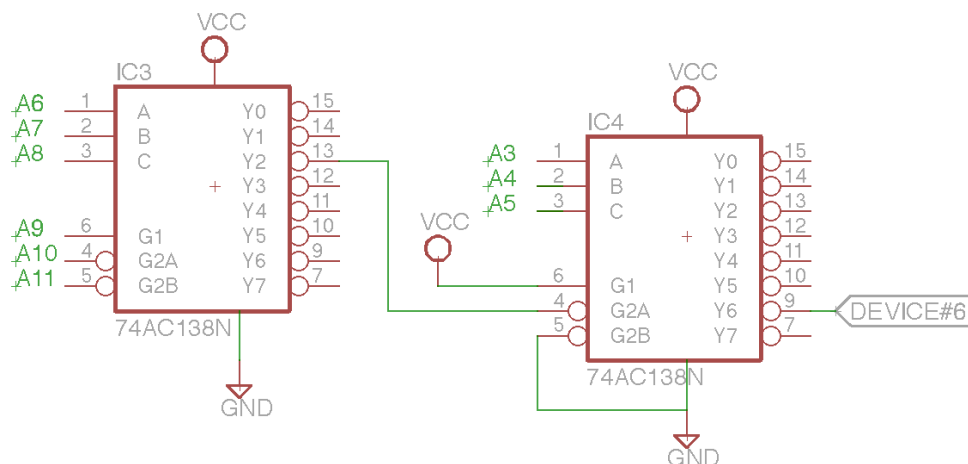 VCC
IC3
A6 1 A Y0 15
A7 2 B Y1 14
A8 3 C Y2 13
Y3 12
Y4 11
A9 6 G1 Y5 10
A10 4 G2A Y6 9
A11 5 G2B Y7 7
74AC138N
GND
VCC
IC4
A3 1 A Y0 15
A4 2 B Y1 14
A5 3 C Y2 13
Y3 12
Y4 11
VCC
6 G1 Y5 10
4 G2A Y6 9
5 G2B Y7 7
DEVICE#6
74AC138N
GND